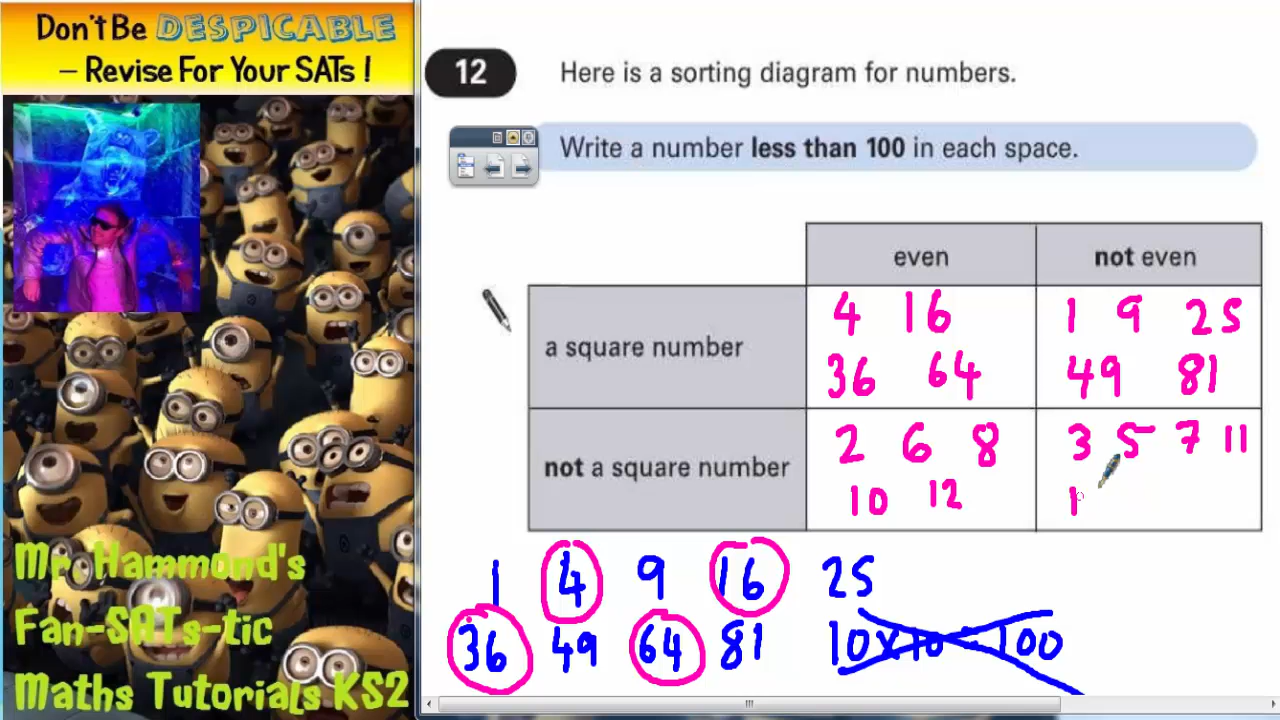 Don't Be DESPICABLE
– Revise For Your SATs !
Mr. Hammond's
Fan-SATs-tic
Maths Tutorials KS2
12 Here is a sorting diagram for numbers.
Write a number less than 100 in each space.
even not even
a square number
4 16
36 64
1 9 25
49 81
not a square number
2 6 8
10 12
3 5 7 11
1
1 4 9 16 25
36 49 64 81 10x10=100